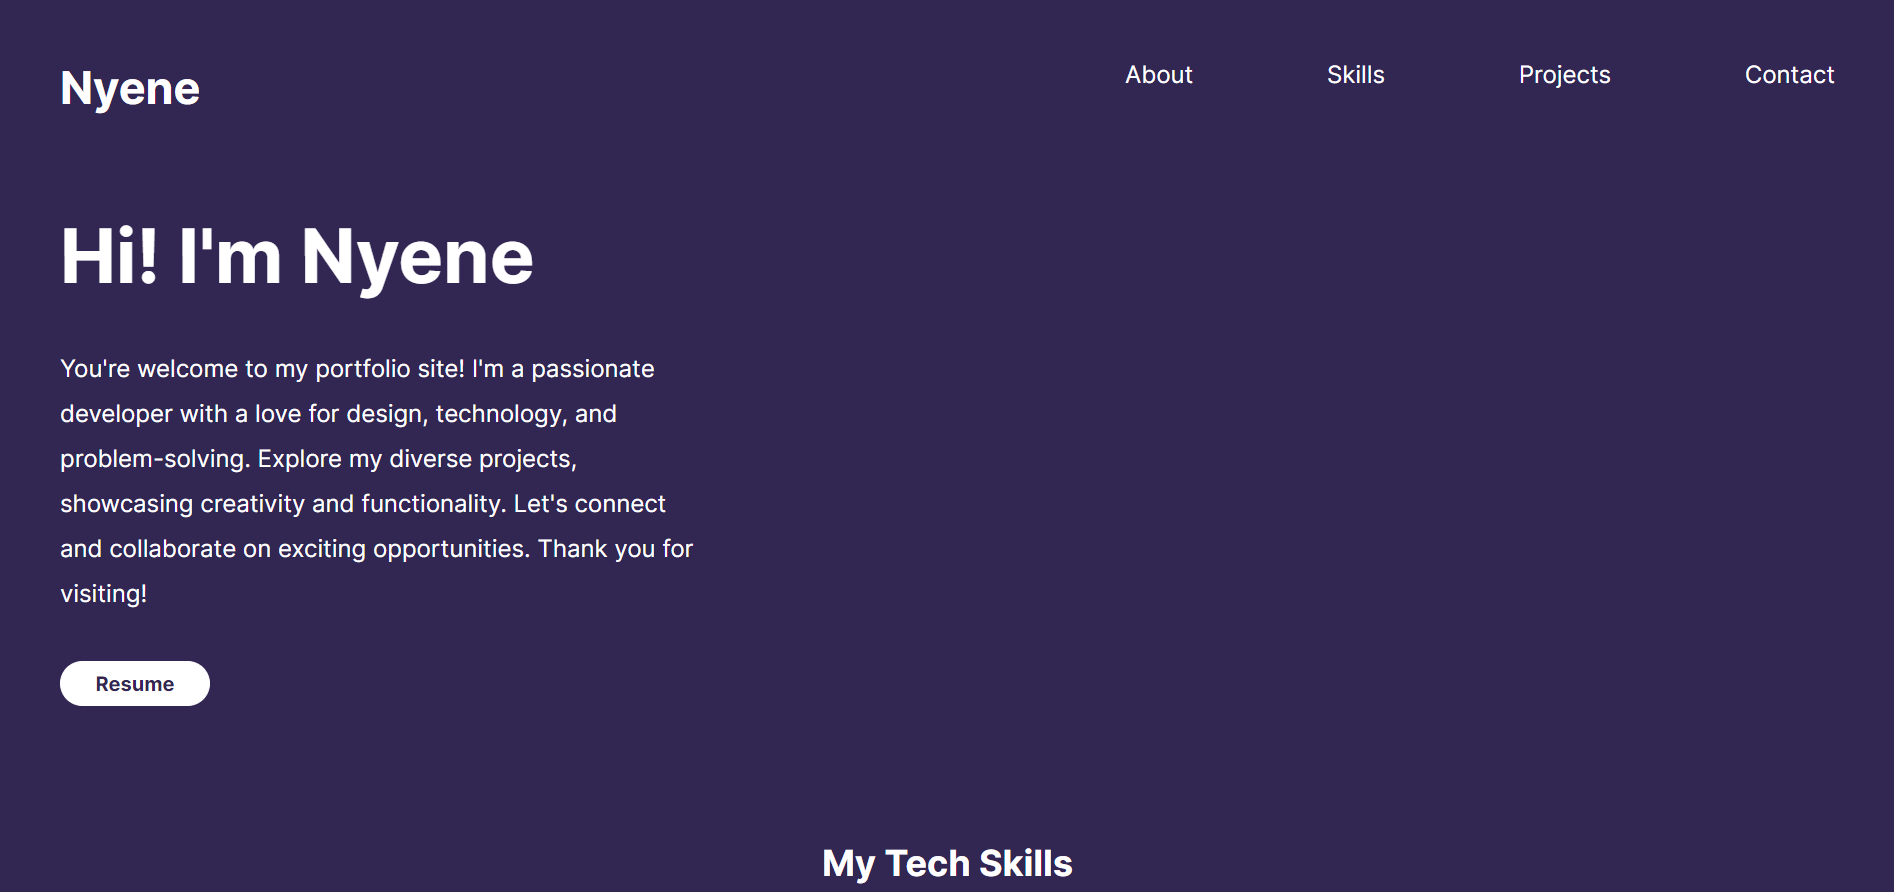 Nyene
About
Skills
Projects
Contact
Hi! I'm Nyene
You're welcome to my portfolio site! I'm a passionate
developer with a love for design, technology, and
problem-solving. Explore my diverse projects,
showcasing creativity and functionality. Let's connect
and collaborate on exciting opportunities. Thank you for
visiting!
Resume
My Tech Skills